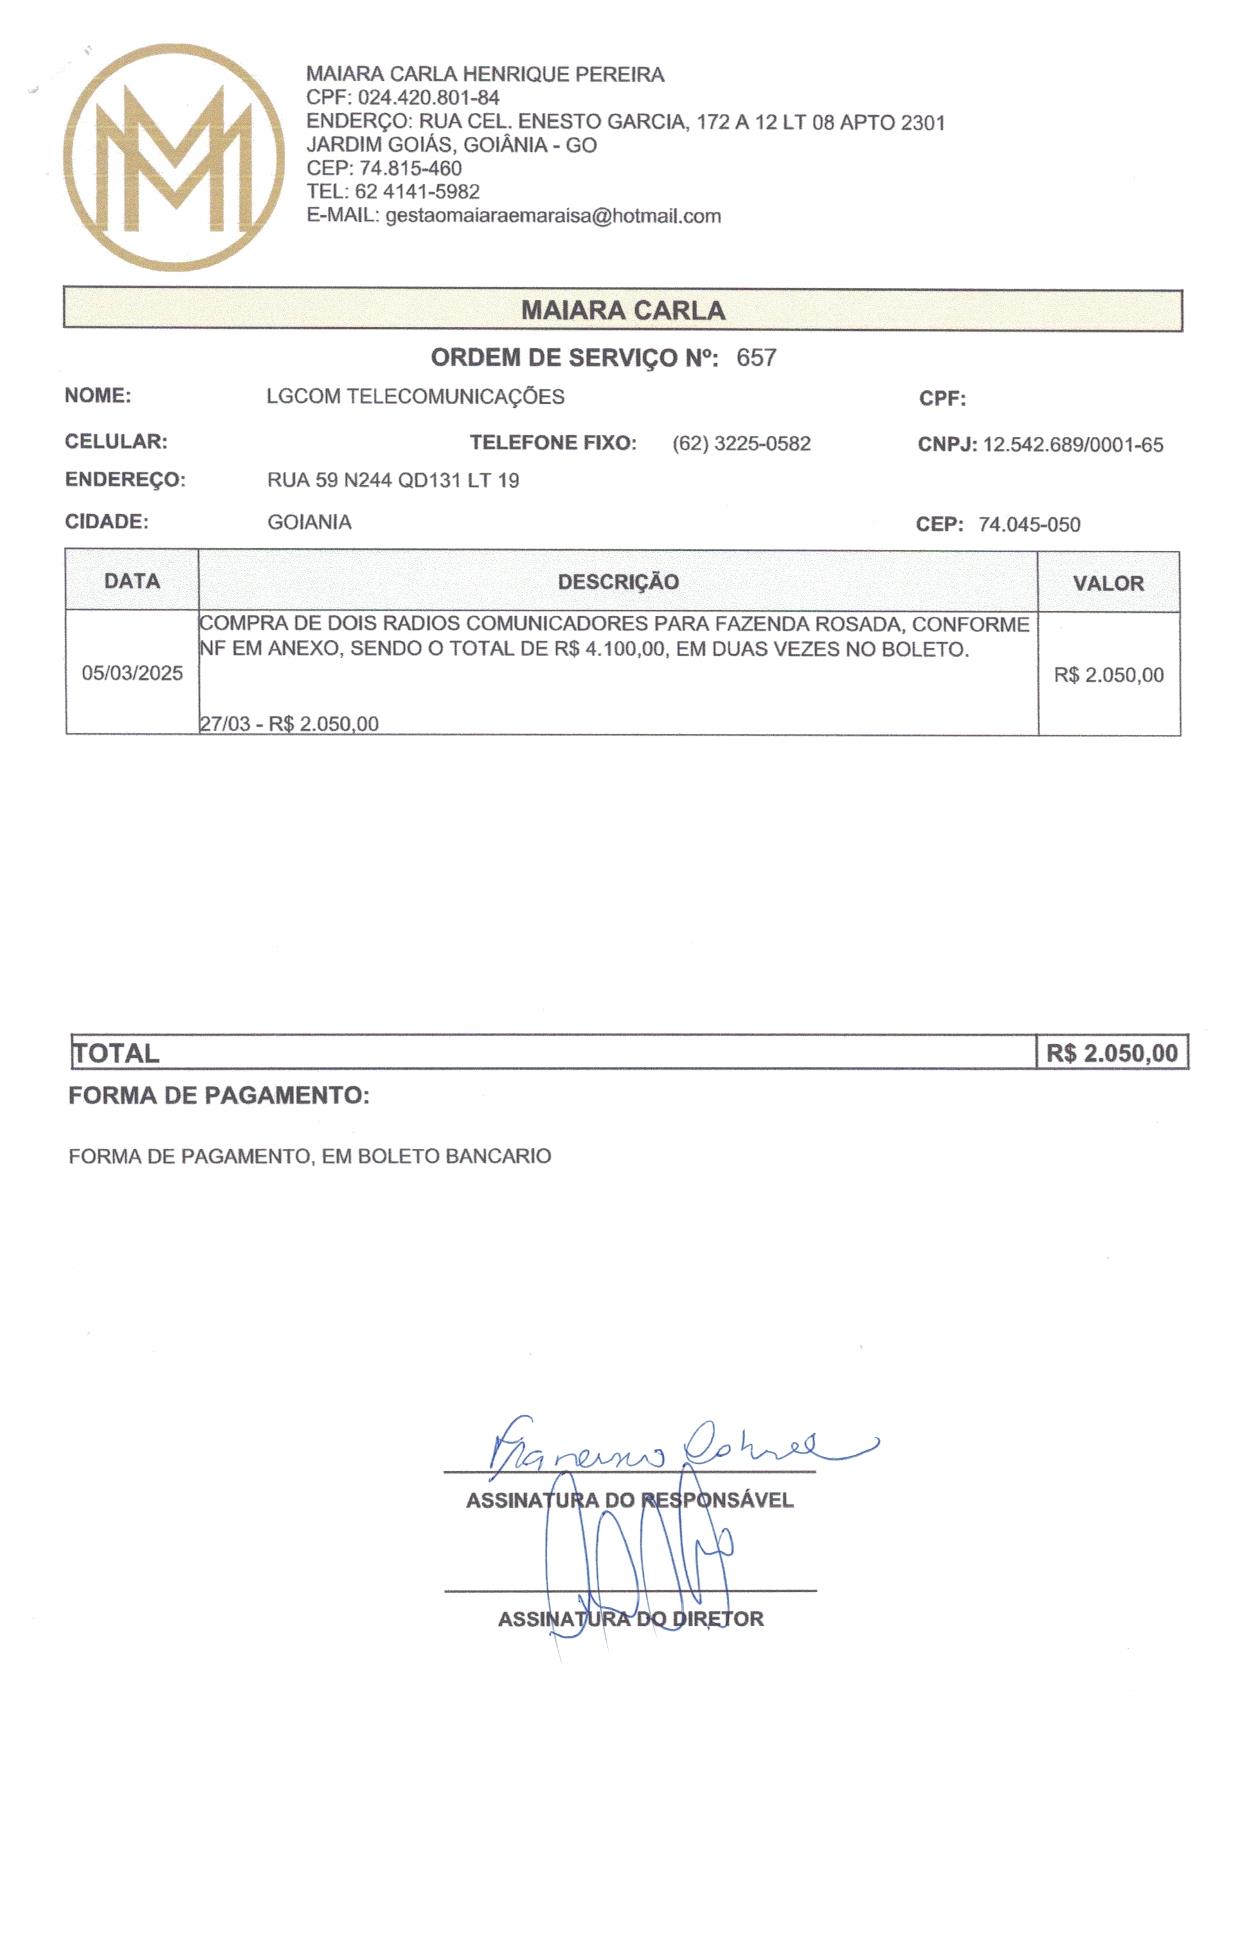 MAIARA CARLA HENRIQUE PEREIRA
CPF: 024.420.801-84
ENDERÇO: RUA CEL. ENESTO GARCIA, 172 A 12 LT 08 APTO 2301
JARDIM GOIÁS, GOIÂNIA - GO
CEP: 74.815-460
TEL: 62 4141-5982
E-MAIL: gestaomaiaraemaraisa@hotmail.com
MAIARA CARLA
ORDEM DE SERVIÇO Nº: 657
NOME: LGCOM TELECOMUNICAÇÕES CPF:
CELULAR: TELEFONE FIXO: (62) 3225-0582 CNPJ: 12.542.689/0001-65
ENDEREÇO: RUA 59 N244 QD131 LT 19
CIDADE: GOIANIA CEP: 74.045-050
DATA DESCRIÇÃO VALOR
COMPRA DE DOIS RADIOS COMUNICADORES PARA FAZENDA ROSADA, CONFORME
NF EM ANEXO, SENDO O TOTAL DE R$ 4.100,00, EM DUAS VEZES NO BOLETO.
05/03/2025 R$ 2.050,00
27/03 - R$ 2.050,00
TOTAL R$ 2.050,00
FORMA DE PAGAMENTO:
FORMA DE PAGAMENTO, EM BOLETO BANCARIO
ASSINATURA DO RESPONSÁVEL
ASSINATURA DO DIRETOR